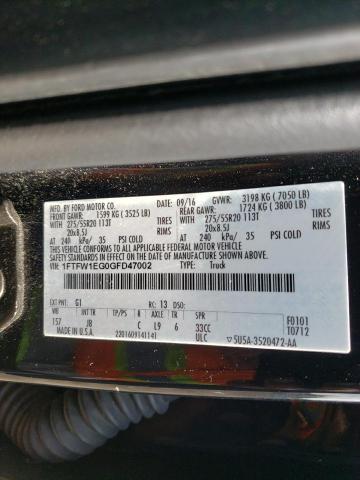 MFD. BY FORD MOTOR CO.
DATE: 09/16 GVWR: 3198 KG ( 7050 LB)
FRONT GAWR: 1599 KG ( 3525 LB) REAR GAWR: 1724 KG ( 3800 LB)
WITH WITH
275/55R20 113T TIRES 275/55R20 113T TIRES
20x8.5J RIMS 20x8.5J RIMS
AT 240 kPa/ 35 PSI COLD AT 240 kPa/ 35 PSI COLD
THIS VEHICLE CONFORMS TO ALL APPLICABLE FEDERAL MOTOR VEHICLE
SAFETY STANDARDS IN EFFECT ON THE DATE OF MANUFACTURE SHOWN ABOVE.
VIN: 1FTFW1EG0GFD47002 TYPE: Truck
EXT PNT: G1 RC: 13 DSO: F0101
WB INT TR TP/PS R AXLE TR SPR T0712
157 JB C L9 6 33CC
MADE IN U.S.A. 220160914141 ULC 5U5A-3520472-AA